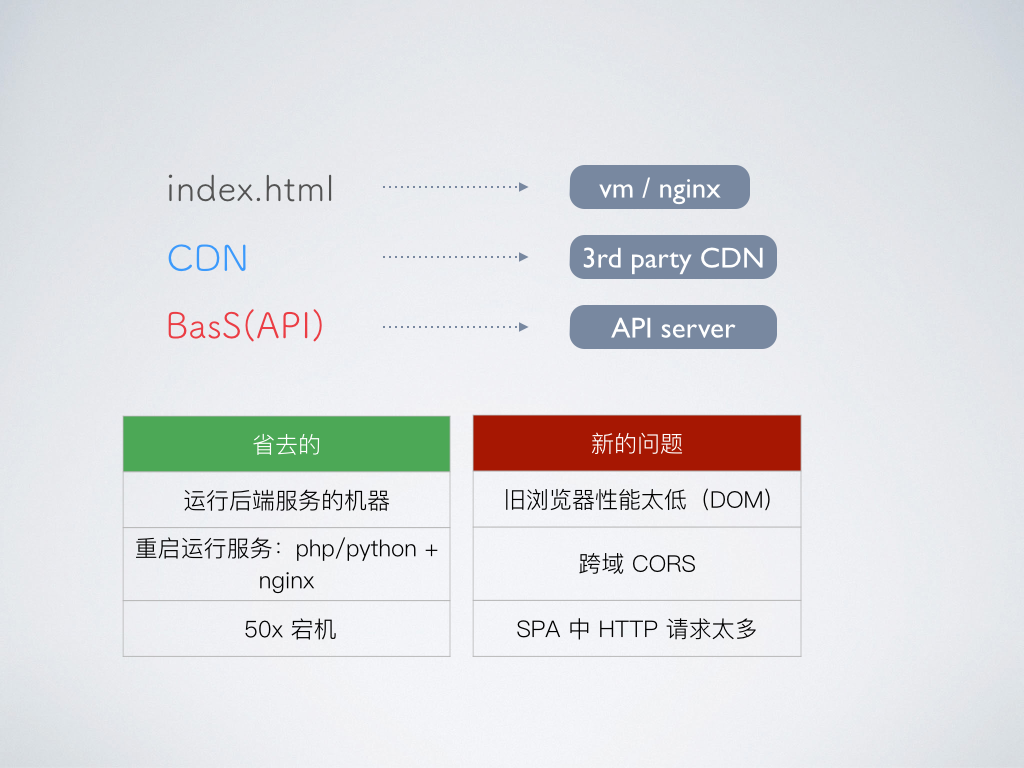 index.html
vm / nginx
CDN
3rd party CDN
BasS(API)
API server
省去的
新的问题
运行后端服务的机器
旧浏览器性能太低（DOM）
重启运行服务：php/python +
nginx
跨域 CORS
50x 宕机
SPA 中 HTTP 请求太多